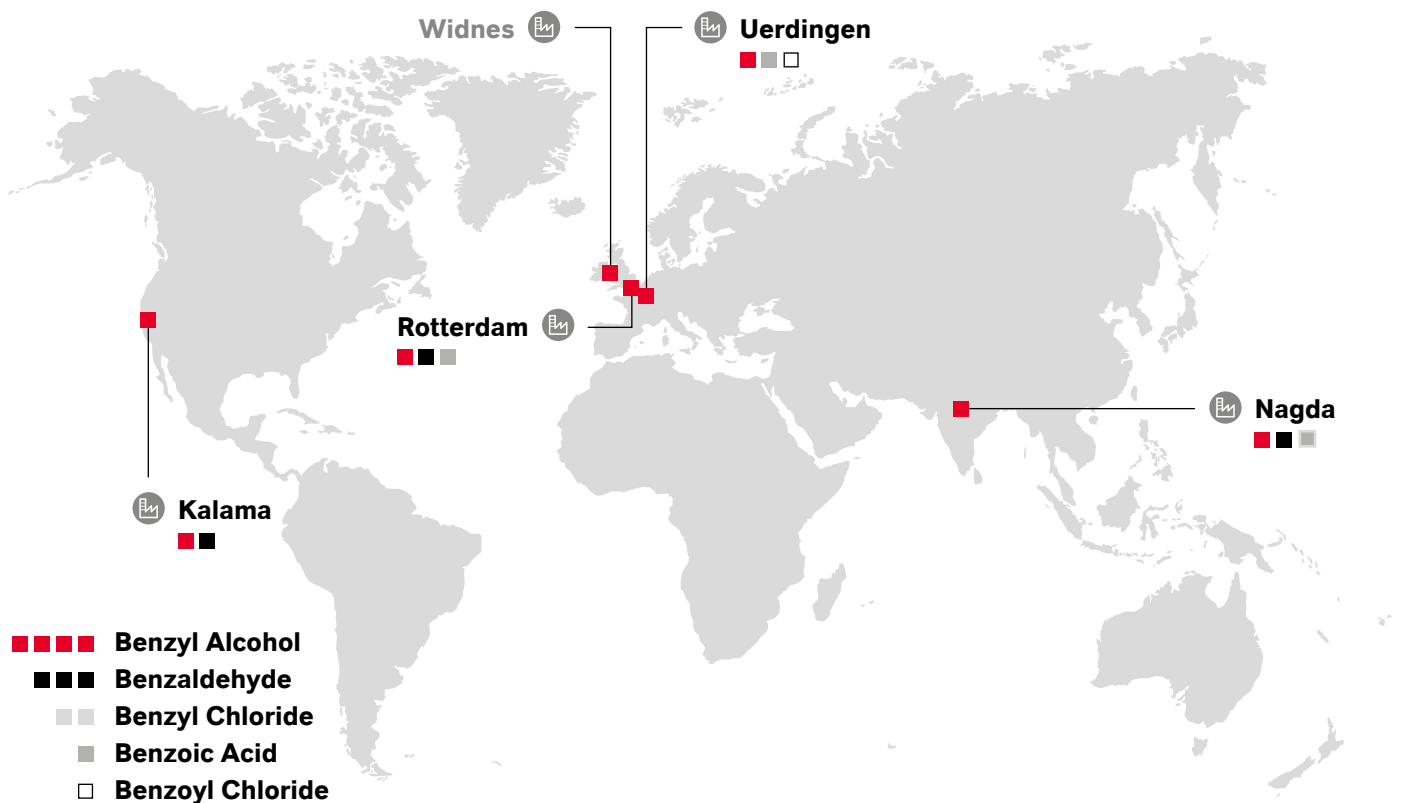 Widnes
Uerdingen
Rotterdam
Nagda
Kalama
Benzyl Alcohol
Benzaldehyde
Benzyl Chloride
Benzoic Acid
Benzoyl Chloride